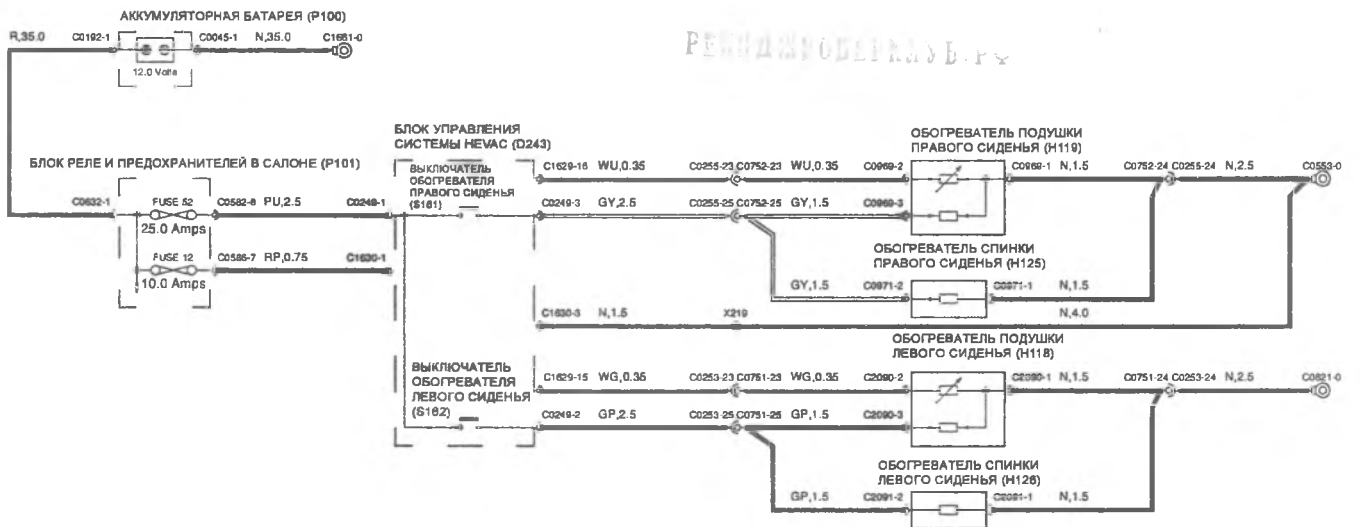 АККУМУЛЯТОРНАЯ БАТАРЕЯ (P100)
R,35.0 C0192-1 C0045-1 N,35.0 C1661-0
12.0 Volts
БЛОК РЕЛЕ И ПРЕДОХРАНИТЕЛЕЙ В САЛОНЕ (P101)
C0632-1 FUSE 52 C0582-6 PU,2.5 C0249-1
25.0 Amps
FUSE 12 C0586-7 RP,0.75 C1630-1
10.0 Amps
БЛОК УПРАВЛЕНИЯ
СИСТЕМЫ HEVAC (D243)
ВЫКЛЮЧАТЕЛЬ
ОБОГРЕВАТЕЛЯ
ПРАВОГО СИДЕНЬЯ
(S161)
C1629-16 WU,0.35 C0255-23 C0752-23 WU,0.35 C0969-2
C0249-3 GY,2.5 C0255-25 C0752-25 GY,1.5 C0969-3
ОБОГРЕВАТЕЛЬ ПОДУШКИ
ПРАВОГО СИДЕНЬЯ (H119)
C0969-1 N,1.5 C0752-24 C0255-24 N,2.5 C0553-0
ОБОГРЕВАТЕЛЬ СПИНКИ
ПРАВОГО СИДЕНЬЯ (H125)
GY,1.5 C0971-2 C0971-1 N,1.5
C1630-3 N,1.5 X219 N,4.0
ОБОГРЕВАТЕЛЬ ПОДУШКИ
ЛЕВОГО СИДЕНЬЯ (H118)
ВЫКЛЮЧАТЕЛЬ
ОБОГРЕВАТЕЛЯ
ЛЕВОГО СИДЕНЬЯ
(S162)
C1629-15 WG,0.35 C0253-23 C0751-23 WG,0.35 C2090-2
C2090-1 N,1.5 C0751-24 C0253-24 N,2.5 C0821-0
C0249-2 GP,2.5 C0253-25 C0751-25 GP,1.5 C2090-3
ОБОГРЕВАТЕЛЬ СПИНКИ
ЛЕВОГО СИДЕНЬЯ (H126)
GP,1.5 C2091-2 C2091-1 N,1.5